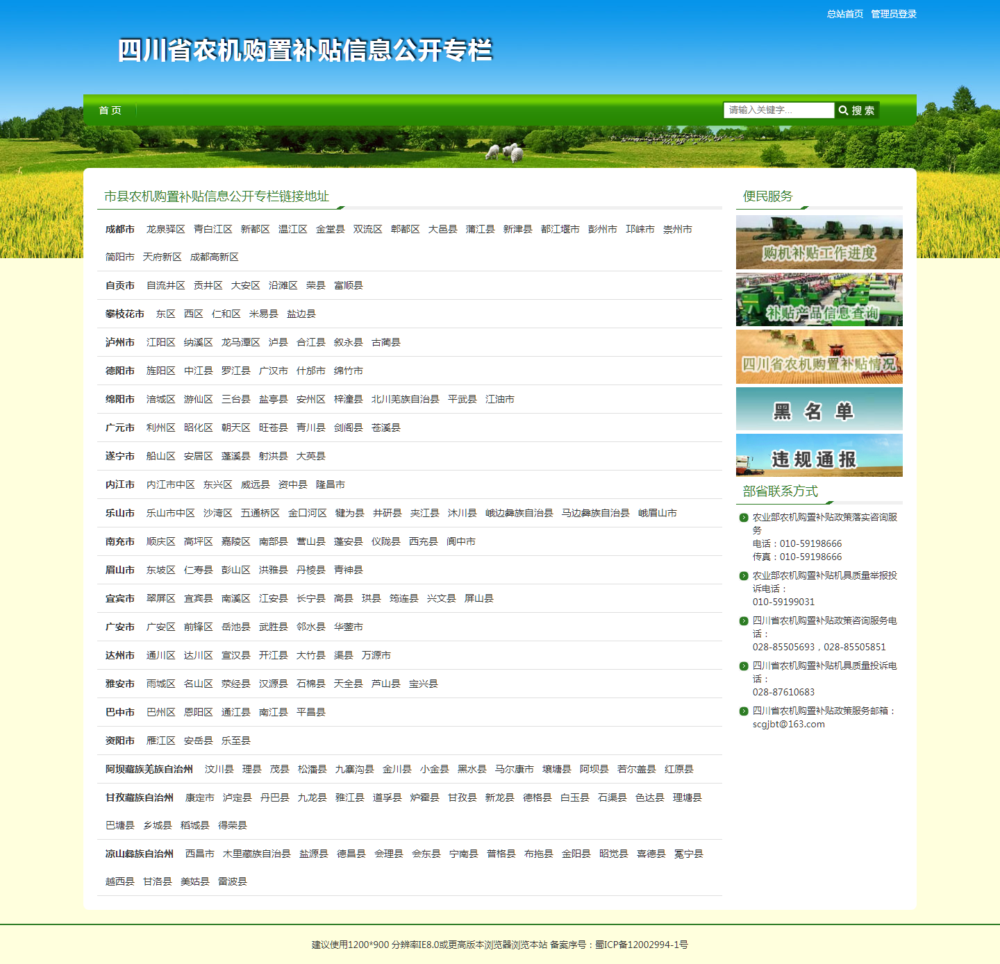 总站首页 管理员登录
四川省农机购置补贴信息公开专栏
首 页
请输入关键字...
搜 索
市县农机购置补贴信息公开专栏链接地址
成都市 龙泉驿区 青白江区 新都区 温江区 金堂县 双流区 郫都区 大邑县 蒲江县 新津县 都江堰市 彭州市 邛崃市 崇州市
简阳市 天府新区 成都高新区
自贡市 自流井区 贡井区 大安区 沿滩区 荣县 富顺县
攀枝花市 东区 西区 仁和区 米易县 盐边县
泸州市 江阳区 纳溪区 龙马潭区 泸县 合江县 叙永县 古蔺县
德阳市 旌阳区 中江县 罗江县 广汉市 什邡市 绵竹市
绵阳市 涪城区 游仙区 三台县 盐亭县 安州区 梓潼县 北川羌族自治县 平武县 江油市
广元市 利州区 昭化区 朝天区 旺苍县 青川县 剑阁县 苍溪县
遂宁市 船山区 安居区 蓬溪县 射洪县 大英县
内江市 内江市中区 东兴区 威远县 资中县 隆昌市
乐山市 乐山市中区 沙湾区 五通桥区 金口河区 犍为县 井研县 夹江县 沐川县 峨边彝族自治县 马边彝族自治县 峨眉山市
南充市 顺庆区 高坪区 嘉陵区 南部县 营山县 蓬安县 仪陇县 西充县 阆中市
眉山市 东坡区 仁寿县 彭山区 洪雅县 丹棱县 青神县
宜宾市 翠屏区 宜宾县 南溪区 江安县 长宁县 高县 珙县 筠连县 兴文县 屏山县
广安市 广安区 前锋区 岳池县 武胜县 邻水县 华蓥市
达州市 通川区 达川区 宣汉县 开江县 大竹县 渠县 万源市
雅安市 雨城区 名山区 荥经县 汉源县 石棉县 天全县 芦山县 宝兴县
巴中市 巴州区 恩阳区 通江县 南江县 平昌县
资阳市 雁江区 安岳县 乐至县
阿坝藏族羌族自治州 汶川县 理县 茂县 松潘县 九寨沟县 金川县 小金县 黑水县 马尔康市 壤塘县 阿坝县 若尔盖县 红原县
甘孜藏族自治州 康定市 泸定县 丹巴县 九龙县 雅江县 道孚县 炉霍县 甘孜县 新龙县 德格县 白玉县 石渠县 色达县 理塘县
巴塘县 乡城县 稻城县 得荣县
凉山彝族自治州 西昌市 木里藏族自治县 盐源县 德昌县 会理县 会东县 宁南县 普格县 布拖县 金阳县 昭觉县 喜德县 冕宁县
越西县 甘洛县 美姑县 雷波县
便民服务
购机补贴工作进度
补贴产品信息查询
四川省农机购置补贴情况
黑 名 单
违规通报
部省联系方式
农业部农机购置补贴政策落实咨询服
务
电话：010-59198666
传真：010-59198666
农业部农机购置补贴机具质量举报投
诉电话：
010-59199031
四川省农机购置补贴政策咨询服务电
话：
028-85505693，028-85505851
四川省农机购置补贴机具质量投诉电
话：
028-87610683
四川省农机购置补贴政策服务邮箱：
scgjbt@163.com
建议使用1200*900 分辨率IE8.0或更高版本浏览器浏览本站 备案序号：蜀ICP备12002994-1号